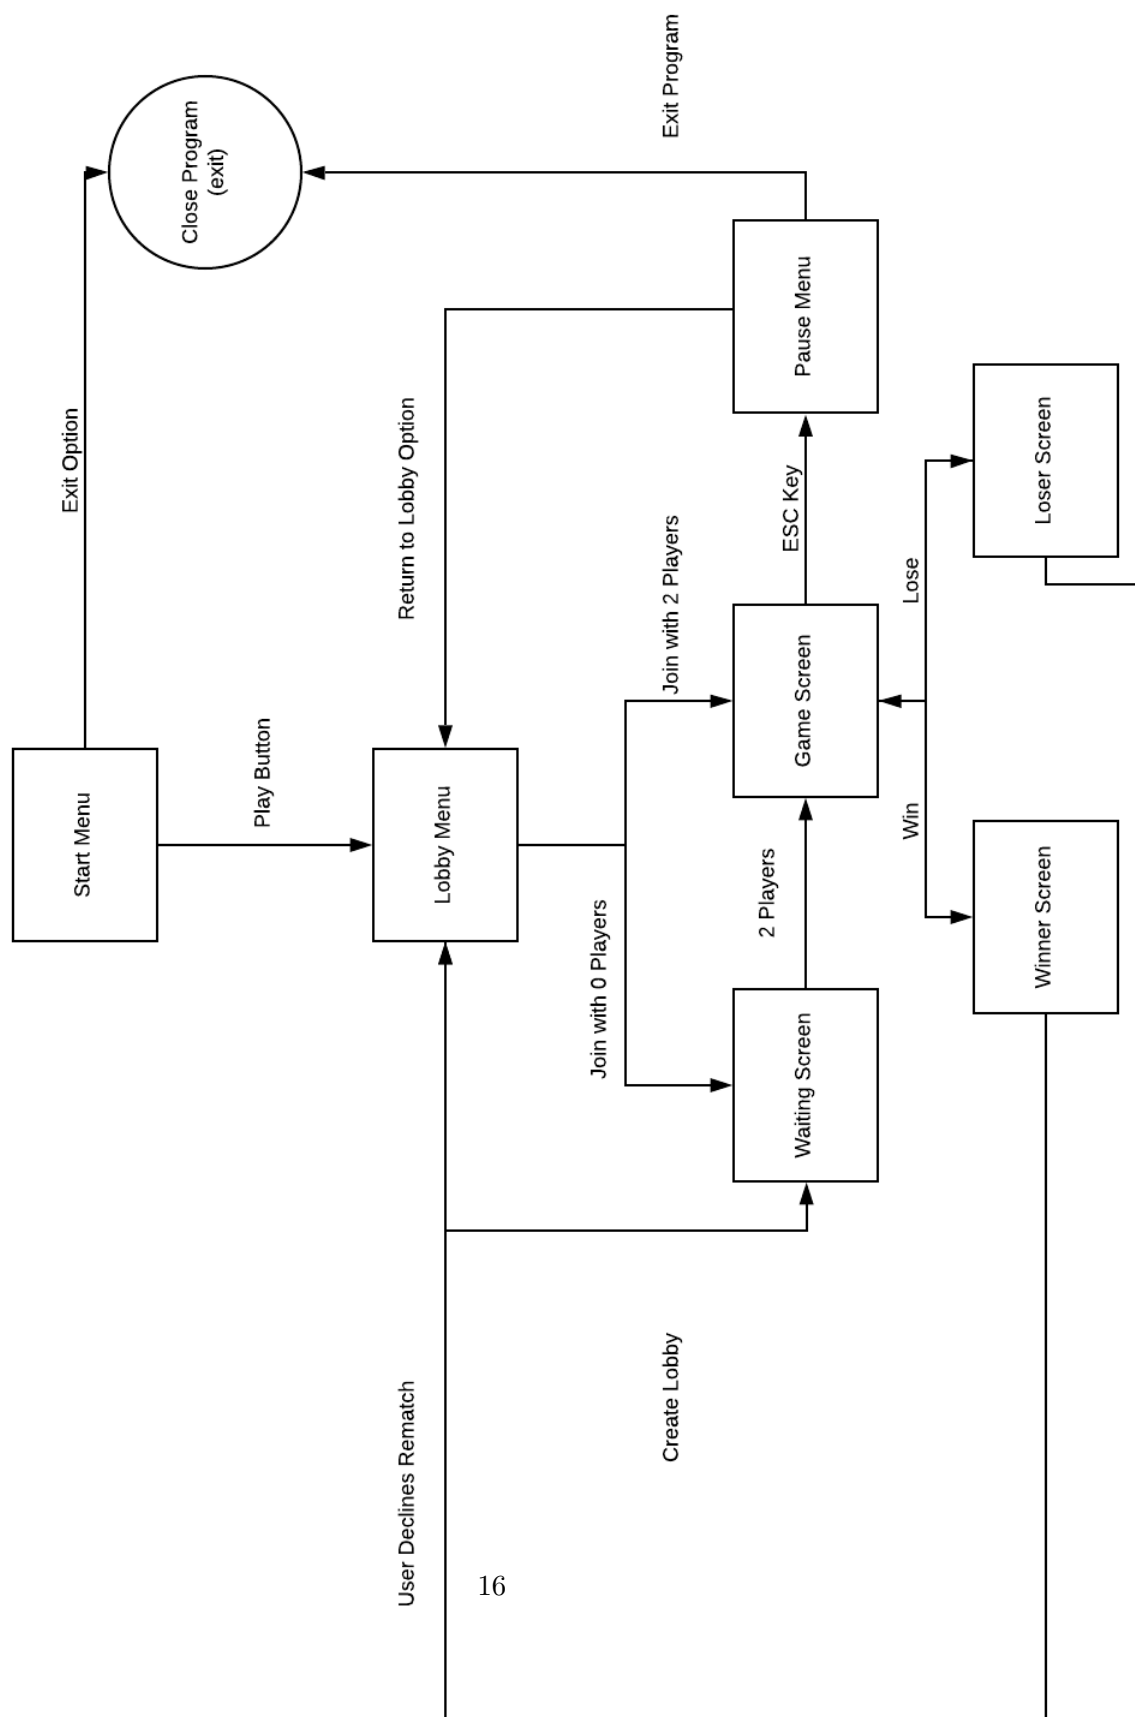 Start Menu
Exit Option
Close Program
(exit)
Play Button
User Declines Rematch
Lobby Menu
Return to Lobby Option
Join with 0 Players
Create Lobby
Join with 2 Players
Exit Program
Waiting Screen
2 Players
Game Screen
ESC Key
Pause Menu
Win
Lose
Winner Screen
Loser Screen
16